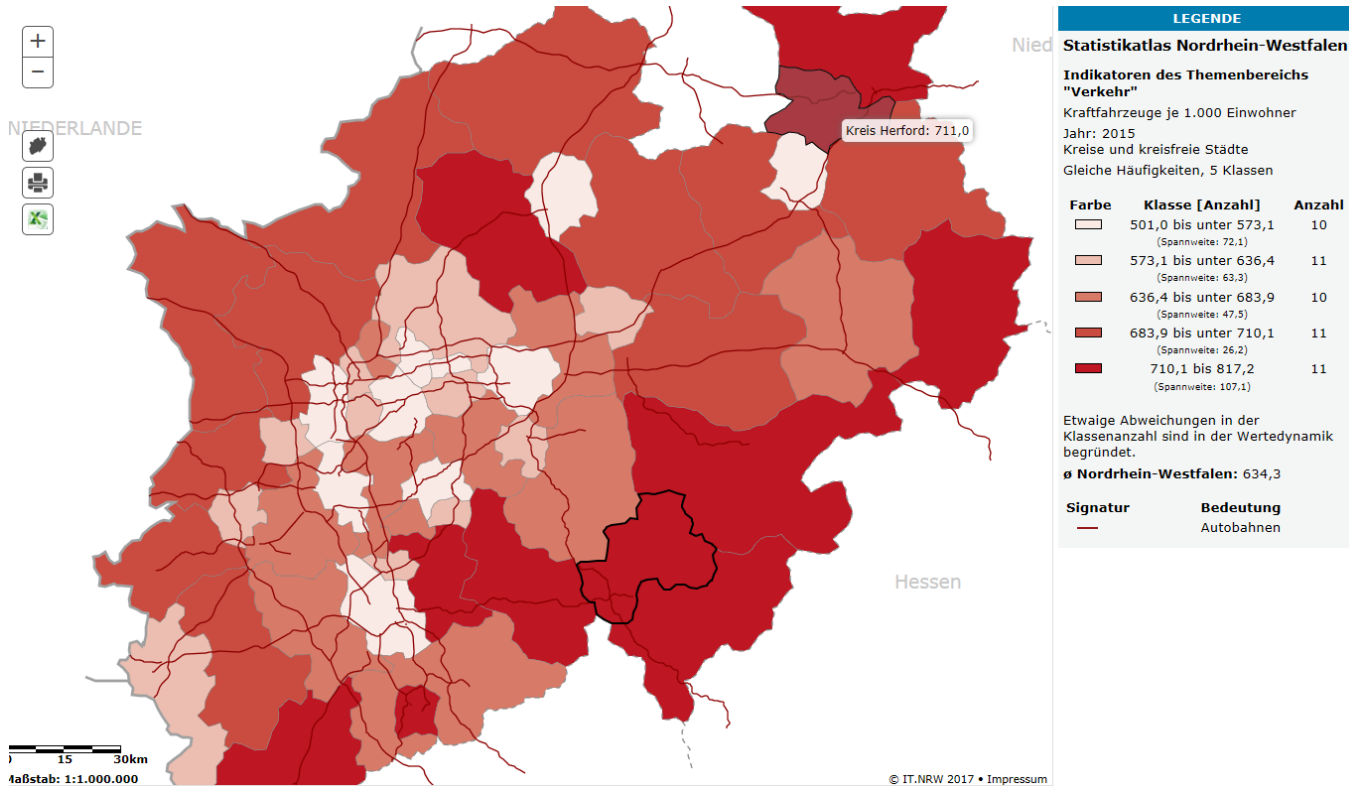 +
−
Nied
NIEDERLANDE
Kreis Herford: 711,0
Hessen
15 30km
Maßstab: 1:1.000.000
© IT.NRW 2017 • Impressum
LEGENDE
Statistikatlas Nordrhein-Westfalen
Indikatoren des Themenbereichs
"Verkehr"
Kraftfahrzeuge je 1.000 Einwohner
Jahr: 2015
Kreise und kreisfreie Städte
Gleiche Häufigkeiten, 5 Klassen
Farbe Klasse [Anzahl] Anzahl
501,0 bis unter 573,1 10
(Spannweite: 72,1)
573,1 bis unter 636,4 11
(Spannweite: 63,3)
636,4 bis unter 683,9 10
(Spannweite: 47,5)
683,9 bis unter 710,1 11
(Spannweite: 26,2)
710,1 bis 817,2 11
(Spannweite: 107,1)
Etwaige Abweichungen in der
Klassenanzahl sind in der Wertedynamik
begründet.
ø Nordrhein-Westfalen: 634,3
Signatur Bedeutung
Autobahnen